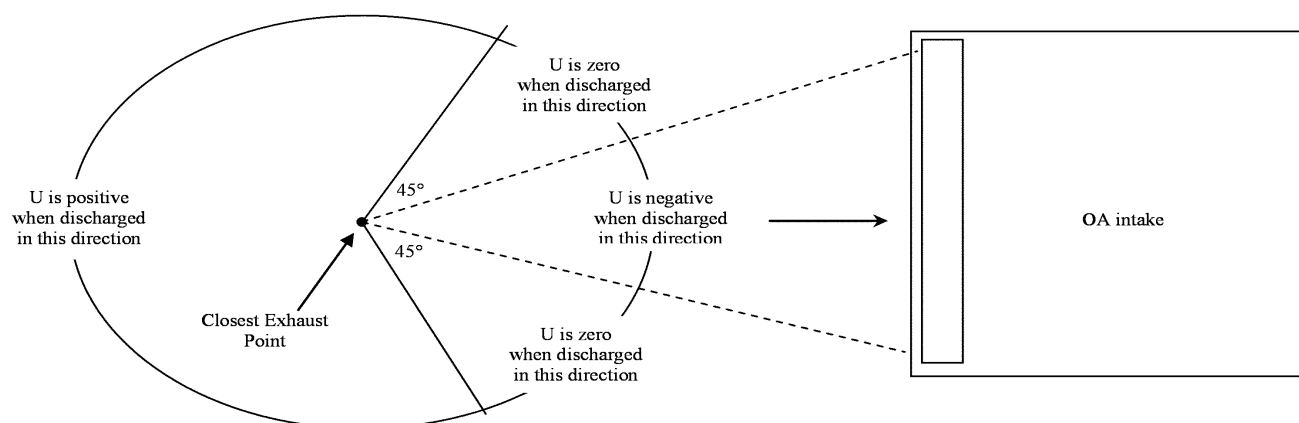 U is zero
when discharged
in this direction
45°
U is positive
when discharged
in this direction
U is negative
when discharged
in this direction
OA intake
45°
Closest Exhaust
Point
U is zero
when discharged
in this direction